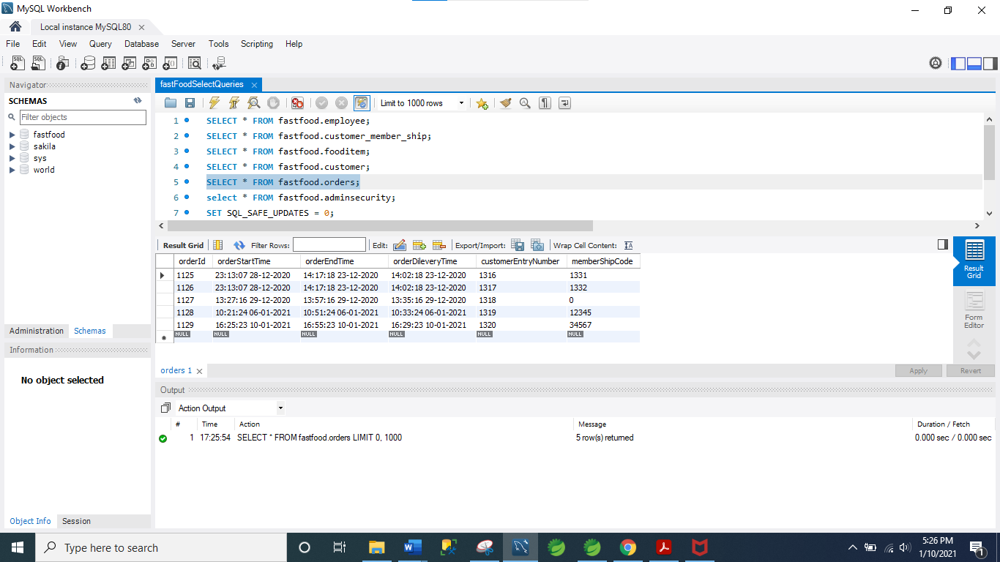 MySQL Workbench
Local instance MySQL80
File Edit View Query Database Server Tools Scripting Help
Navigator
SCHEMAS
Filter objects
fastfood
sakila
sys
world
Administration Schemas
Information
No object selected
Object Info Session
fastFoodSelectQueries
Limit to 1000 rows
1 SELECT * FROM fastfood.employee;
2 SELECT * FROM fastfood.customer_member_ship;
3 SELECT * FROM fastfood.fooditem;
4 SELECT * FROM fastfood.customer;
5 SELECT * FROM fastfood.orders;
6 select * FROM fastfood.adminsecurity;
7 SET SQL_SAFE_UPDATES = 0;
Result Grid Filter Rows: Edit: Export/Import: Wrap Cell Content:
orderId orderStartTime orderEndTime orderDileveryTime customerEntryNumber memberShipCode
1125 23:13:07 28-12-2020 14:17:18 23-12-2020 14:02:18 23-12-2020 1316 1331
1126 23:13:07 28-12-2020 14:17:18 23-12-2020 14:02:18 23-12-2020 1317 1332
1127 13:27:16 29-12-2020 13:57:16 29-12-2020 13:35:16 29-12-2020 1318 0
1128 10:21:24 06-01-2021 10:51:24 06-01-2021 10:33:24 06-01-2021 1319 12345
1129 16:25:23 10-01-2021 16:55:23 10-01-2021 16:29:23 10-01-2021 1320 34567
NULL NULL NULL NULL NULL NULL
Result
Grid
Form
Editor
orders 1
Apply Revert
Output
Action Output
# Time Action Message Duration / Fetch
1 17:25:54 SELECT * FROM fastfood.orders LIMIT 0, 1000 5 row(s) returned 0.000 sec / 0.000 sec
Type here to search
5:26 PM
1/10/2021
1